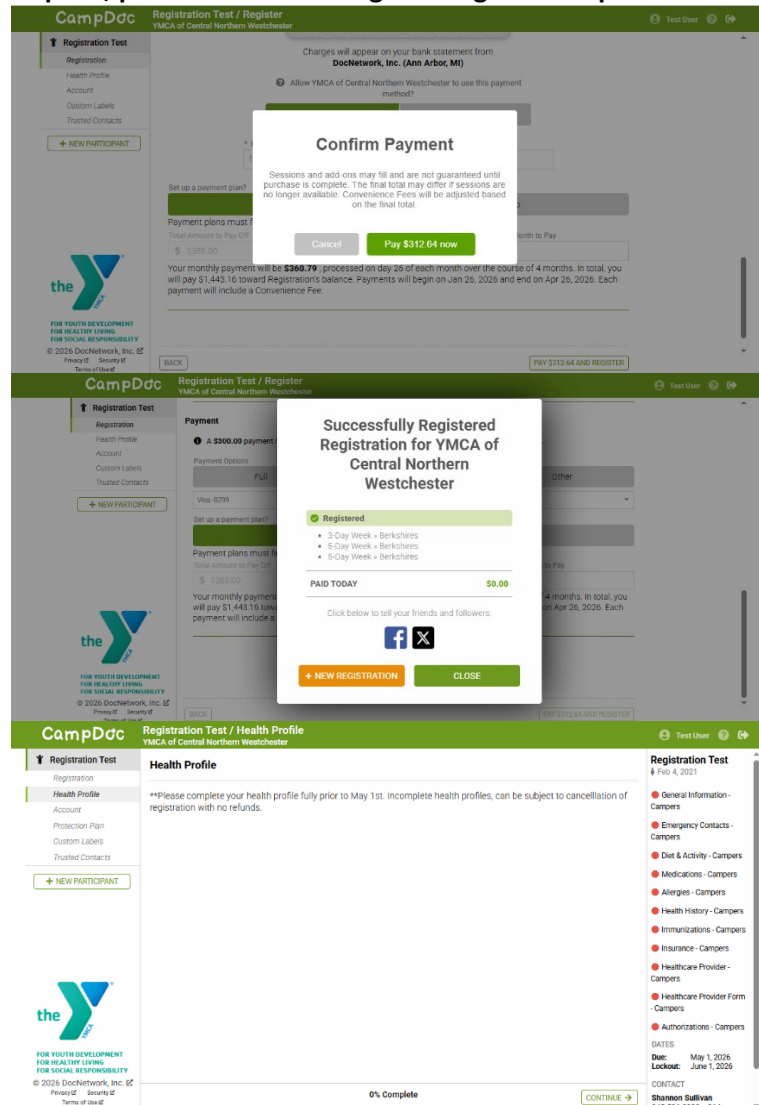 CampDoc
Registration Test / Register
YMCA of Central Northern Westchester
Test User
Registration Test
Registration
Health Profile
Account
Custom Labels
Trusted Contacts
+ NEW PARTICIPANT
Charges will appear on your bank statement from
DocNetwork, Inc. (Ann Arbor, MI)
Allow YMCA of Central Northern Westchester to use this payment
method?
Confirm Payment
Sessions and add-ons may fill and are not guaranteed until
purchase is complete. The final total may differ if sessions are
no longer available. Convenience Fees will be adjusted based
on the final total.
Cancel
Pay $312.64 now
Set up a payment plan?
Payment plans must f
Total Amount to Pay Off
onth to Pay
$ 1385.00
Your monthly payment will be $360.79 , processed on day 26 of each month over the course of 4 months. In total, you
will pay $1,443.16 toward Registration's balance. Payments will begin on Jan 26, 2026 and end on Apr 26, 2026. Each
payment will include a Convenience Fee.
the Y
YMCA
FOR YOUTH DEVELOPMENT
FOR HEALTHY LIVING
FOR SOCIAL RESPONSIBILITY
© 2026 DocNetwork, Inc.
Privacy Security
Terms of Use
BACK
PAY $312.64 AND REGISTER
CampDoc
Registration Test / Register
YMCA of Central Northern Westchester
Test User
Registration Test
Registration
Health Profile
Account
Custom Labels
Trusted Contacts
+ NEW PARTICIPANT
Payment
A $300.00 payment
Payment Options
Full
Other
Visa-8299
Set up a payment plan?
Payment plans must fi
Total Amount to Pay Off
to Pay
$ 1385.00
Your monthly payment
4 months. In total, you
will pay $1,443.16 towa
on Apr 26, 2026. Each
payment will include a
Successfully Registered
Registration for YMCA of
Central Northern
Westchester
Registered
• 3-Day Week » Berkshires
• 5-Day Week » Berkshires
• 5-Day Week » Berkshires
PAID TODAY $0.00
Click below to tell your friends and followers.
+ NEW REGISTRATION
CLOSE
the Y
YMCA
FOR YOUTH DEVELOPMENT
FOR HEALTHY LIVING
FOR SOCIAL RESPONSIBILITY
© 2026 DocNetwork, Inc.
Privacy Security
Terms of Use
BACK
PAY $312.64 AND REGISTER
CampDoc
Registration Test / Health Profile
YMCA of Central Northern Westchester
Test User
Registration Test
Registration
Health Profile
Account
Protection Plan
Custom Labels
Trusted Contacts
+ NEW PARTICIPANT
Health Profile
**Please complete your health profile fully prior to May 1st. Incomplete health profiles, can be subject to cancelliation of
registration with no refunds.
Registration Test
Feb 4, 2021
General Information -
Campers
Emergency Contacts -
Campers
Diet & Activity - Campers
Medications - Campers
Allergies - Campers
Health History - Campers
Immunizations - Campers
Insurance - Campers
Healthcare Provider -
Campers
Healthcare Provider Form
- Campers
Authorizations - Campers
DATES
Due: May 1, 2026
Lockout: June 1, 2026
CONTACT
Shannon Sullivan
the Y
YMCA
FOR YOUTH DEVELOPMENT
FOR HEALTHY LIVING
FOR SOCIAL RESPONSIBILITY
© 2026 DocNetwork, Inc.
Privacy Security
Terms of Use
0% Complete
CONTINUE →